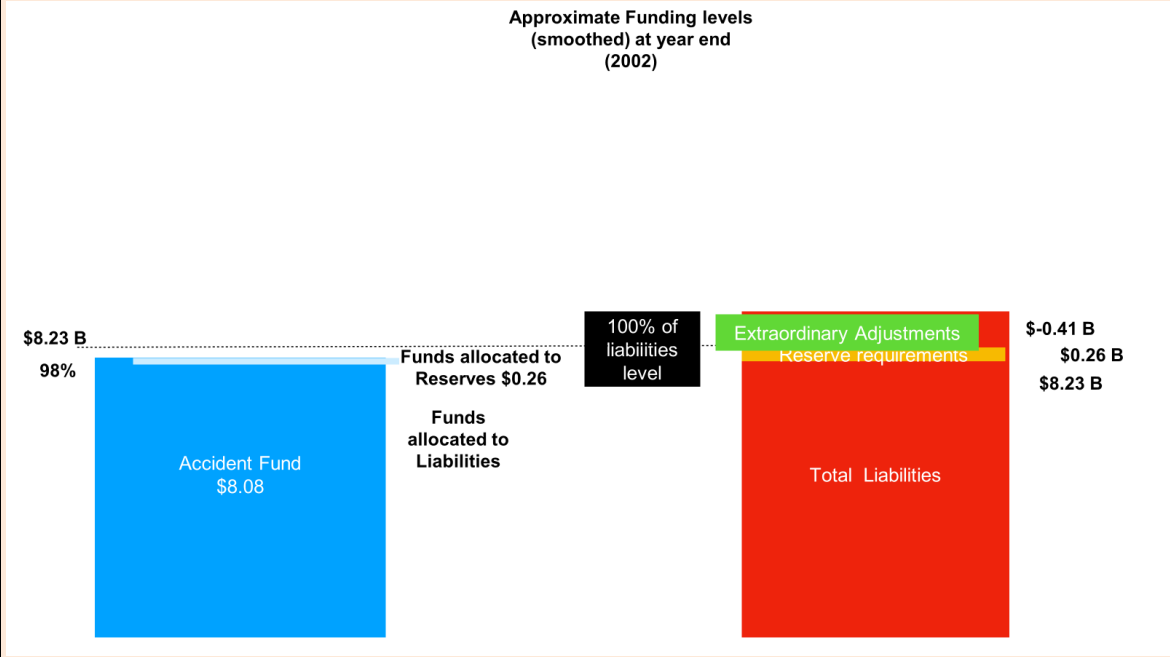 Approximate Funding levels
(smoothed) at year end
(2002)
$8.23 B
98%
Accident Fund
$8.08
Funds allocated to
Reserves $0.26
Funds
allocated to
Liabilities
100% of
liabiiities
level
Extraordinary Adjustments
Reserve requirements
Total Liabilities
$-0.41 B
$0.26 B
$8.23 B